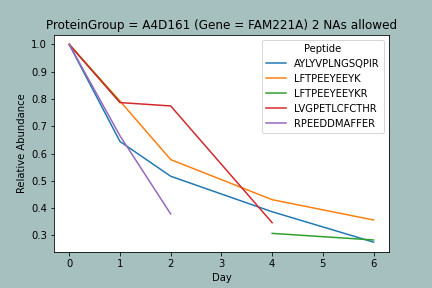 ProteinGroup = A4D161 (Gene = FAM221A) 2 NAs allowed
Peptide
AYLYVPLNGSQPIR
LFTPEEYEEYK
LFTPEEYEEYKR
LVGPETLCFCTHR
RPEEDDMAFFER
Relative Abundance
1.0
0.9
0.8
0.7
0.6
0.5
0.4
0.3
0
1
2
3
4
5
6
Day